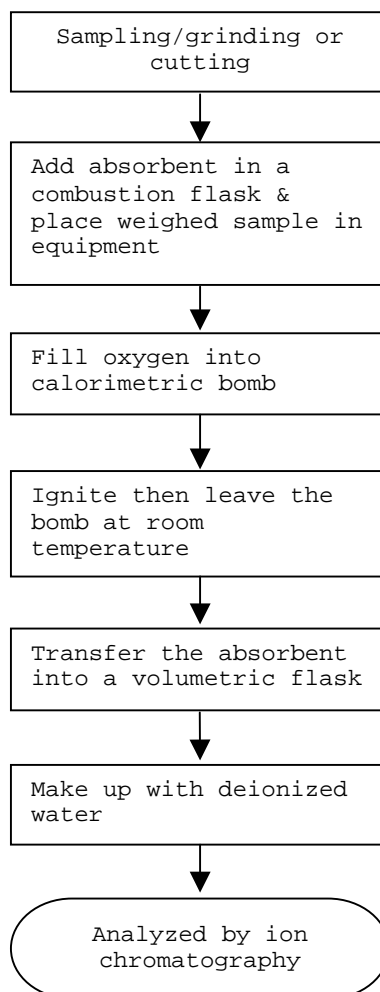 Sampling/grinding or
cutting
Add absorbent in a
combustion flask &
place weighed sample in
equipment
Fill oxygen into
calorimetric bomb
Ignite then leave the
bomb at room
temperature
Transfer the absorbent
into a volumetric flask
Make up with deionized
water
Analyzed by ion
chromatography